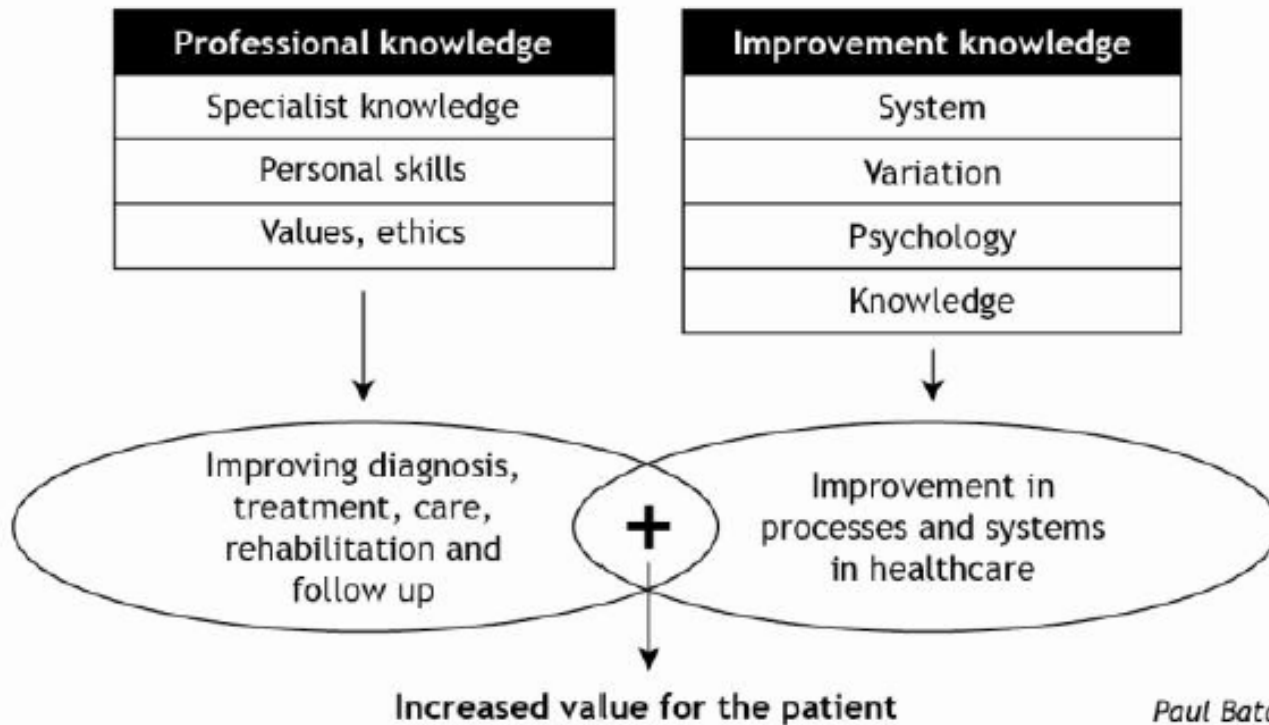 Professional knowledge
Specialist knowledge
Personal skills
Values, ethics
Improvement knowledge
System
Variation
Psychology
Knowledge
Improving diagnosis,
treatment, care,
rehabilitation and
follow up
+
Improvement in
processes and systems
in healthcare
Increased value for the patient
Paul